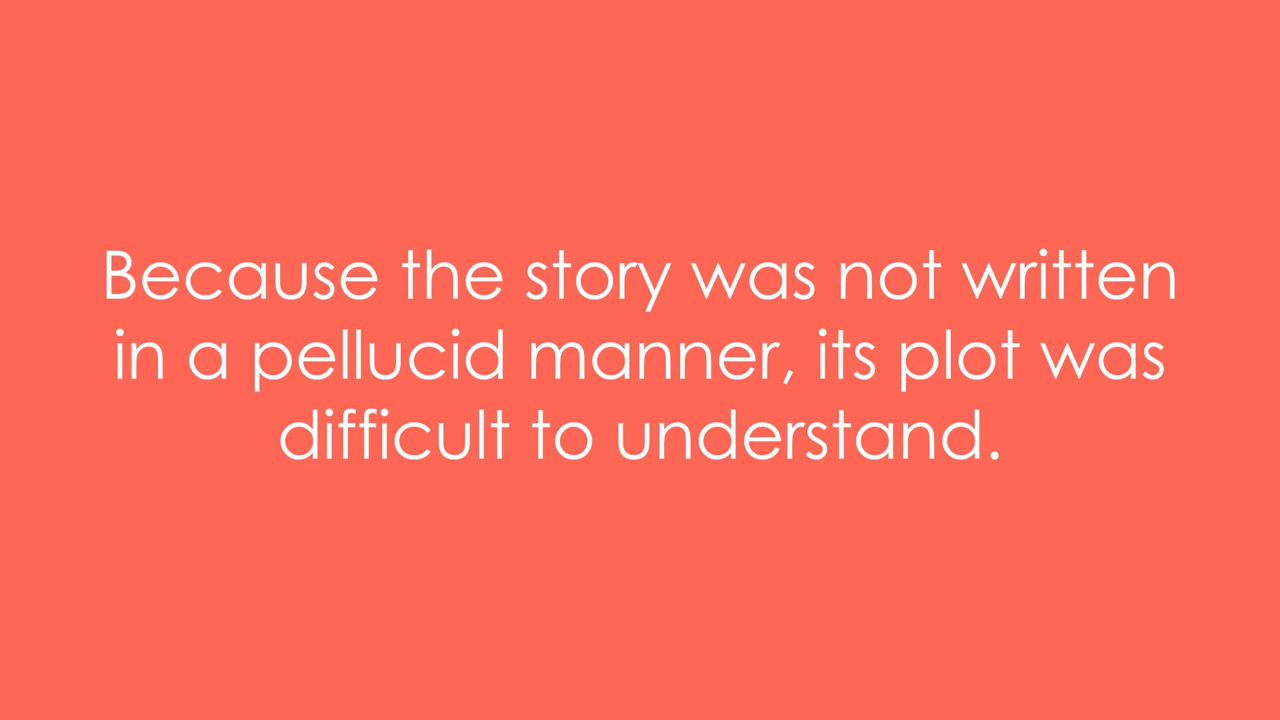 Because the story was not written
in a pellucid manner, its plot was
difficult to understand.